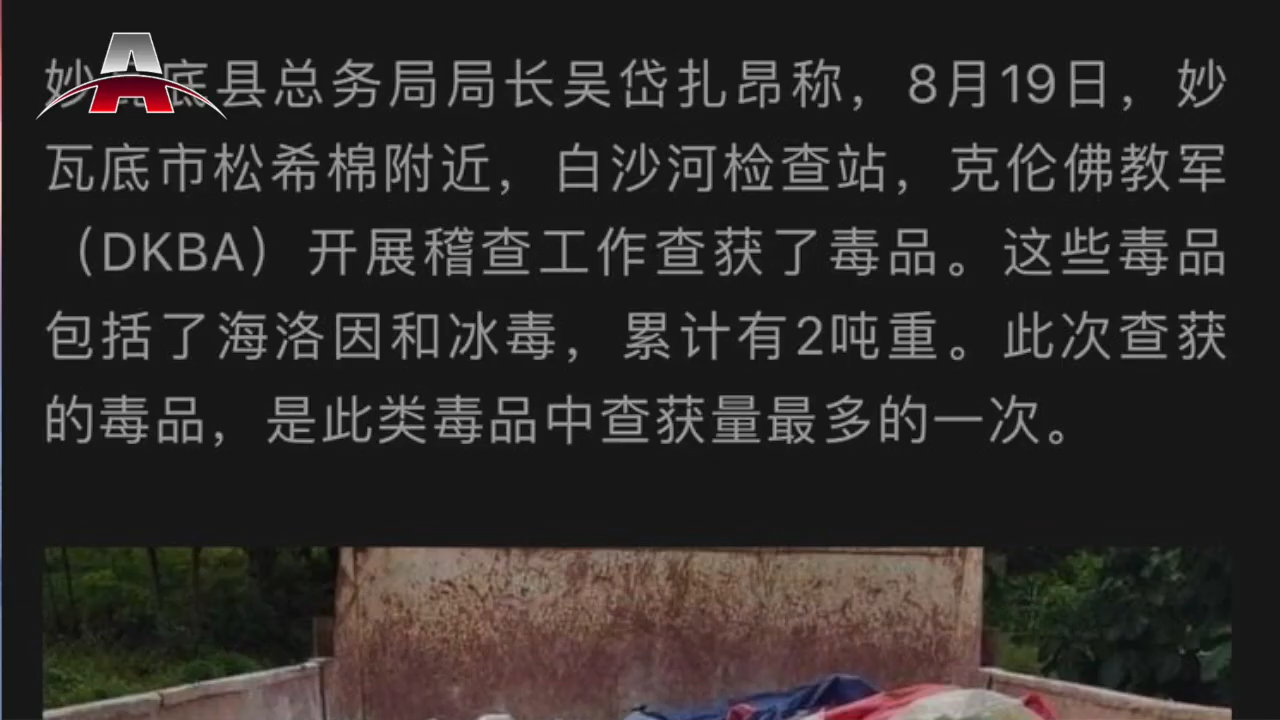 妙瓦底县总务局局长吴岱扎昂称，8月19日，妙
瓦底市松希棉附近，白沙河检查站，克伦佛教军
（DKBA）开展稽查工作查获了毒品。这些毒品
包括了海洛因和冰毒，累计有2吨重。此次查获
的毒品，是此类毒品中查获量最多的一次。